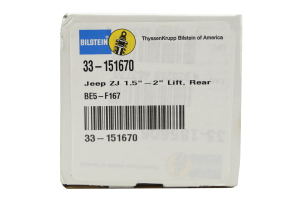 BILSTEIN
ThyssenKrupp Bilstein of America
33-151670
Jeep ZJ 1.5"-2" Lift, Rear
BE5-F167
33-151670